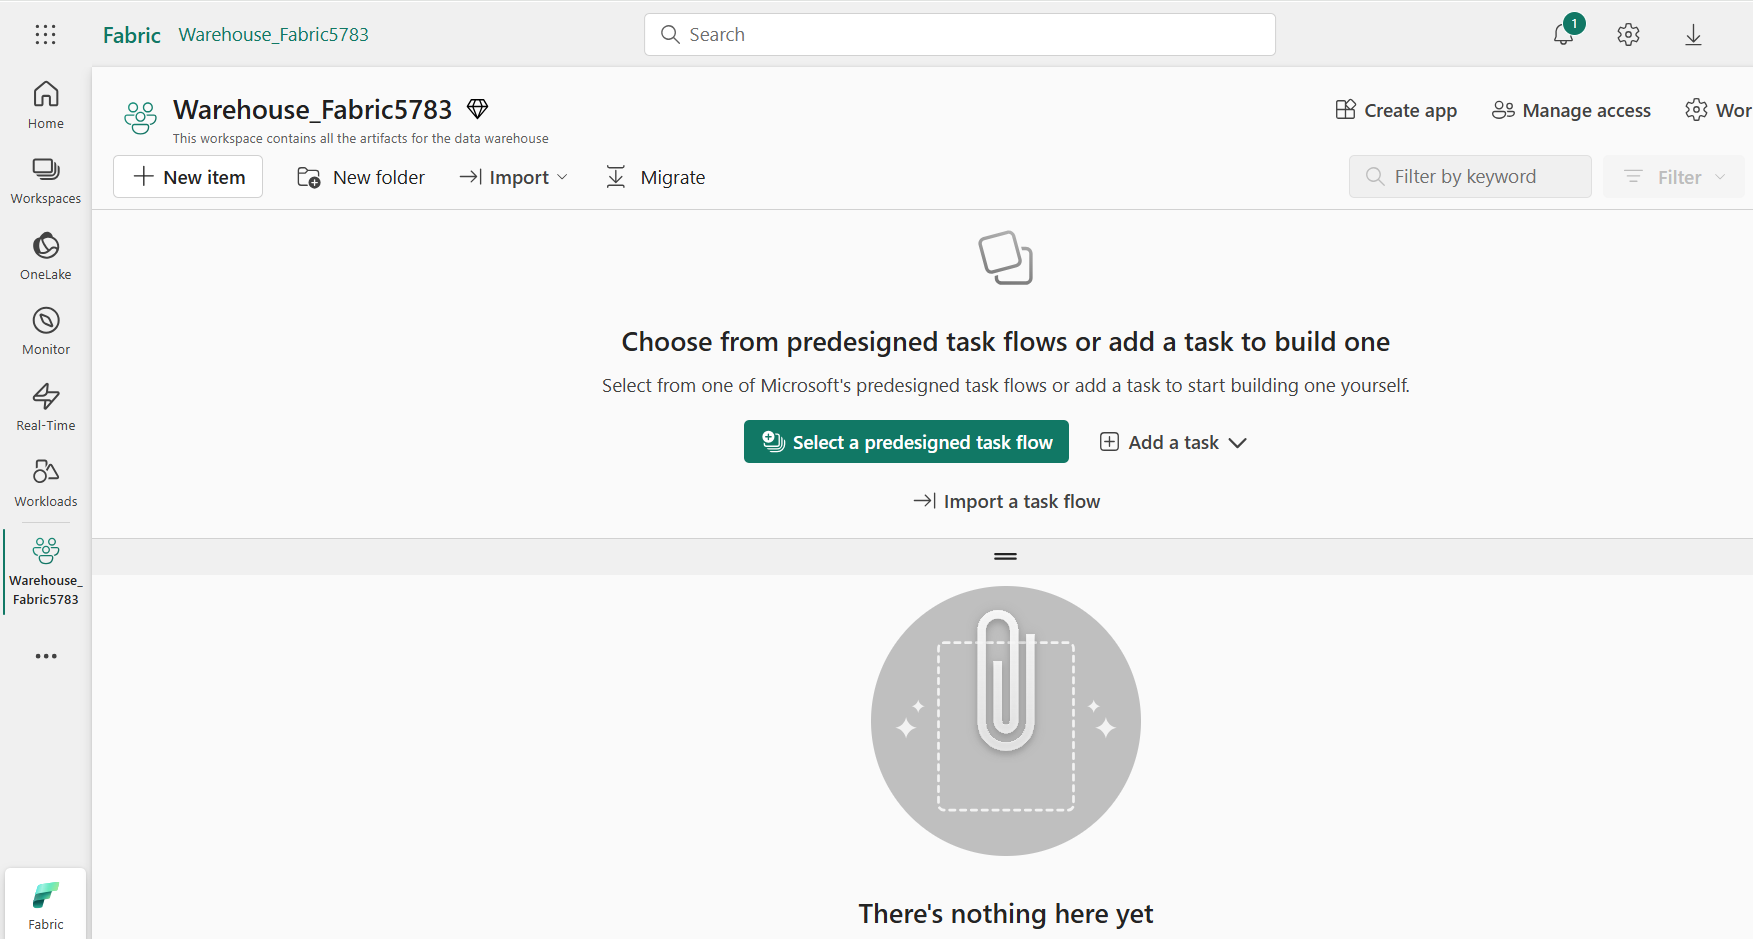 Fabric Warehouse_Fabric5783 Search 1
Home
Workspaces
OneLake
Monitor
Real-Time
Workloads
Warehouse_
Fabric5783
Fabric
Warehouse_Fabric5783
This workspace contains all the artifacts for the data warehouse
Create app Manage access Wor
New item New folder Import Migrate Filter by keyword Filter
Choose from predesigned task flows or add a task to build one
Select from one of Microsoft's predesigned task flows or add a task to start building one yourself.
Select a predesigned task flow Add a task
Import a task flow
There's nothing here yet